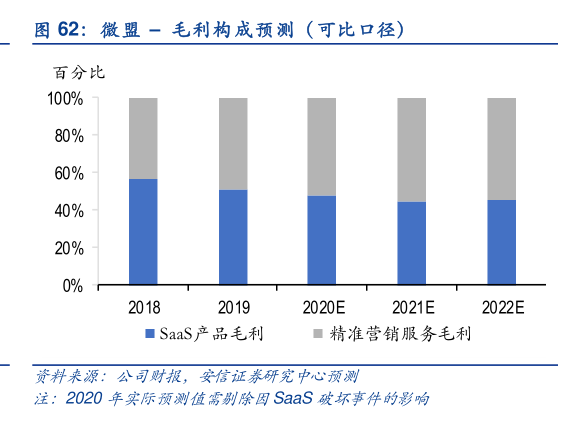 图 62：微盟 – 毛利构成预测（可比口径）
百分比
100%
80%
60%
40%
20%
0%
2018 2019 2020E 2021E 2022E
SaaS产品毛利 精准营销服务毛利
资料来源：公司财报，安信证券研究中心预测
注：2020 年实际预测值需剔除因 SaaS 破坏事件的影响